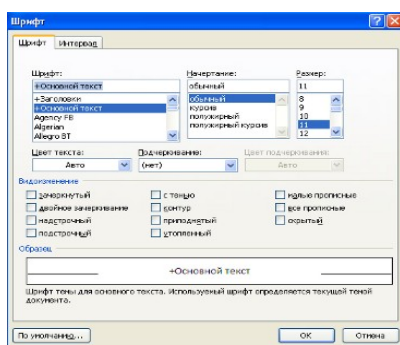 Шрифт
Шрифт Интервал
Шрифт: Начертание: Размер:
+Основной текст обычный 11
+Заголовки обычный 8
+Основной текст курсив 9
Agency FB полужирный 10
Algerian полужирный курсив 11
Allegro BT 12
Цвет текста: Подчеркивание: Цвет подчеркивания:
Авто (нет) Авто
Видоизменение
зачеркнутый с тенью малые прописные
двойное зачеркивание контур все прописные
надстрочный приподнятый скрытый
подстрочный утопленный
Образец
+Основной текст
Шрифт темы для основного текста. Используемый шрифт определяется текущей темой
документа.
По умолчанию... ОК Отмена